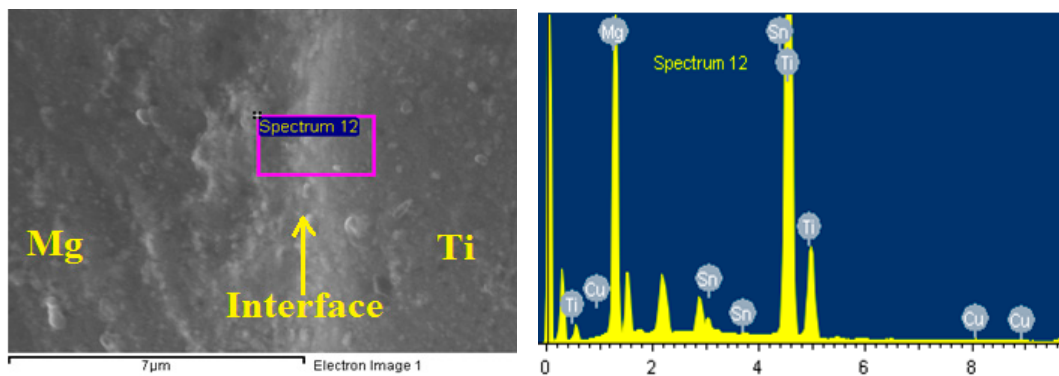 Spectrum 12
Mg
Ti
Interface
7µm
Electron Image 1
Mg
Sn
Ti
Spectrum 12
Ti
Sn
Cu
Ti
Sn
Cu
Cu
0
2
4
6
8